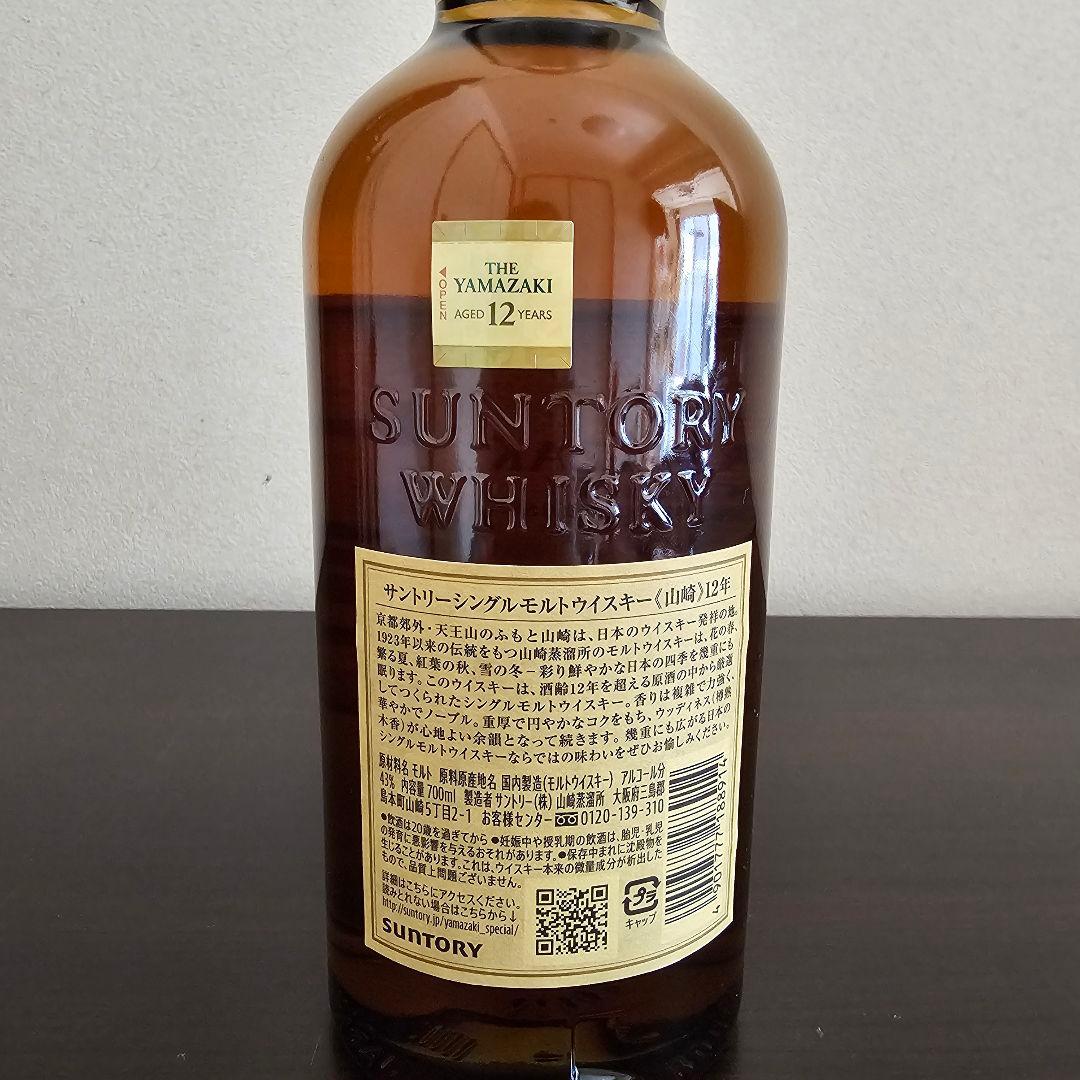 THE
YAMAZAKI
AGED 12 YEARS
OPEN
SUNTORY
WHISKY
サントリーシングルモルトウイスキー《山崎》12年
京都郊外・天王山のふもと山崎は、日本のウイスキー発祥の地。
1923年以来の伝統をもつ山崎蒸溜所のモルトウイスキーは、花の春、
繁る夏、紅葉の秋、雪の冬－彩り鮮やかな日本の四季を幾重にも
眠ります。このウイスキーは、酒齢12年を超える原酒の中から厳選
してつくられたシングルモルトウイスキー。香りは複雑で力強く、
華やかでノーブル。重厚で円やかなコクをもち、ウッディネス(樽熟
木香)が心地よい余韻となって続きます。幾重にも広がる日本の
シングルモルトウイスキーならではの味わいをぜひお愉しみください。
原材料名 モルト 原料原産地名 国内製造(モルトウイスキー) アルコール分
43% 内容量700ml 製造者 サントリー(株) 山崎蒸溜所 大阪府三島郡
島本町山崎5丁目2-1 お客様センター 0120-139-310
●飲酒は20歳を過ぎてから ●妊娠中や授乳期の飲酒は、胎児・乳児
の発育に悪影響を与えるおそれがあります。●保存中まれに沈殿物を
生じることがあります。これは、ウイスキー本来の微量成分が析出した
もので、品質上問題ございません。
詳細はこちらにアクセスください。
読みとれない場合はこちらから↓
http://suntory.jp/yamazaki_special/
SUNTORY
プラ
キャップ
4 901777 188914